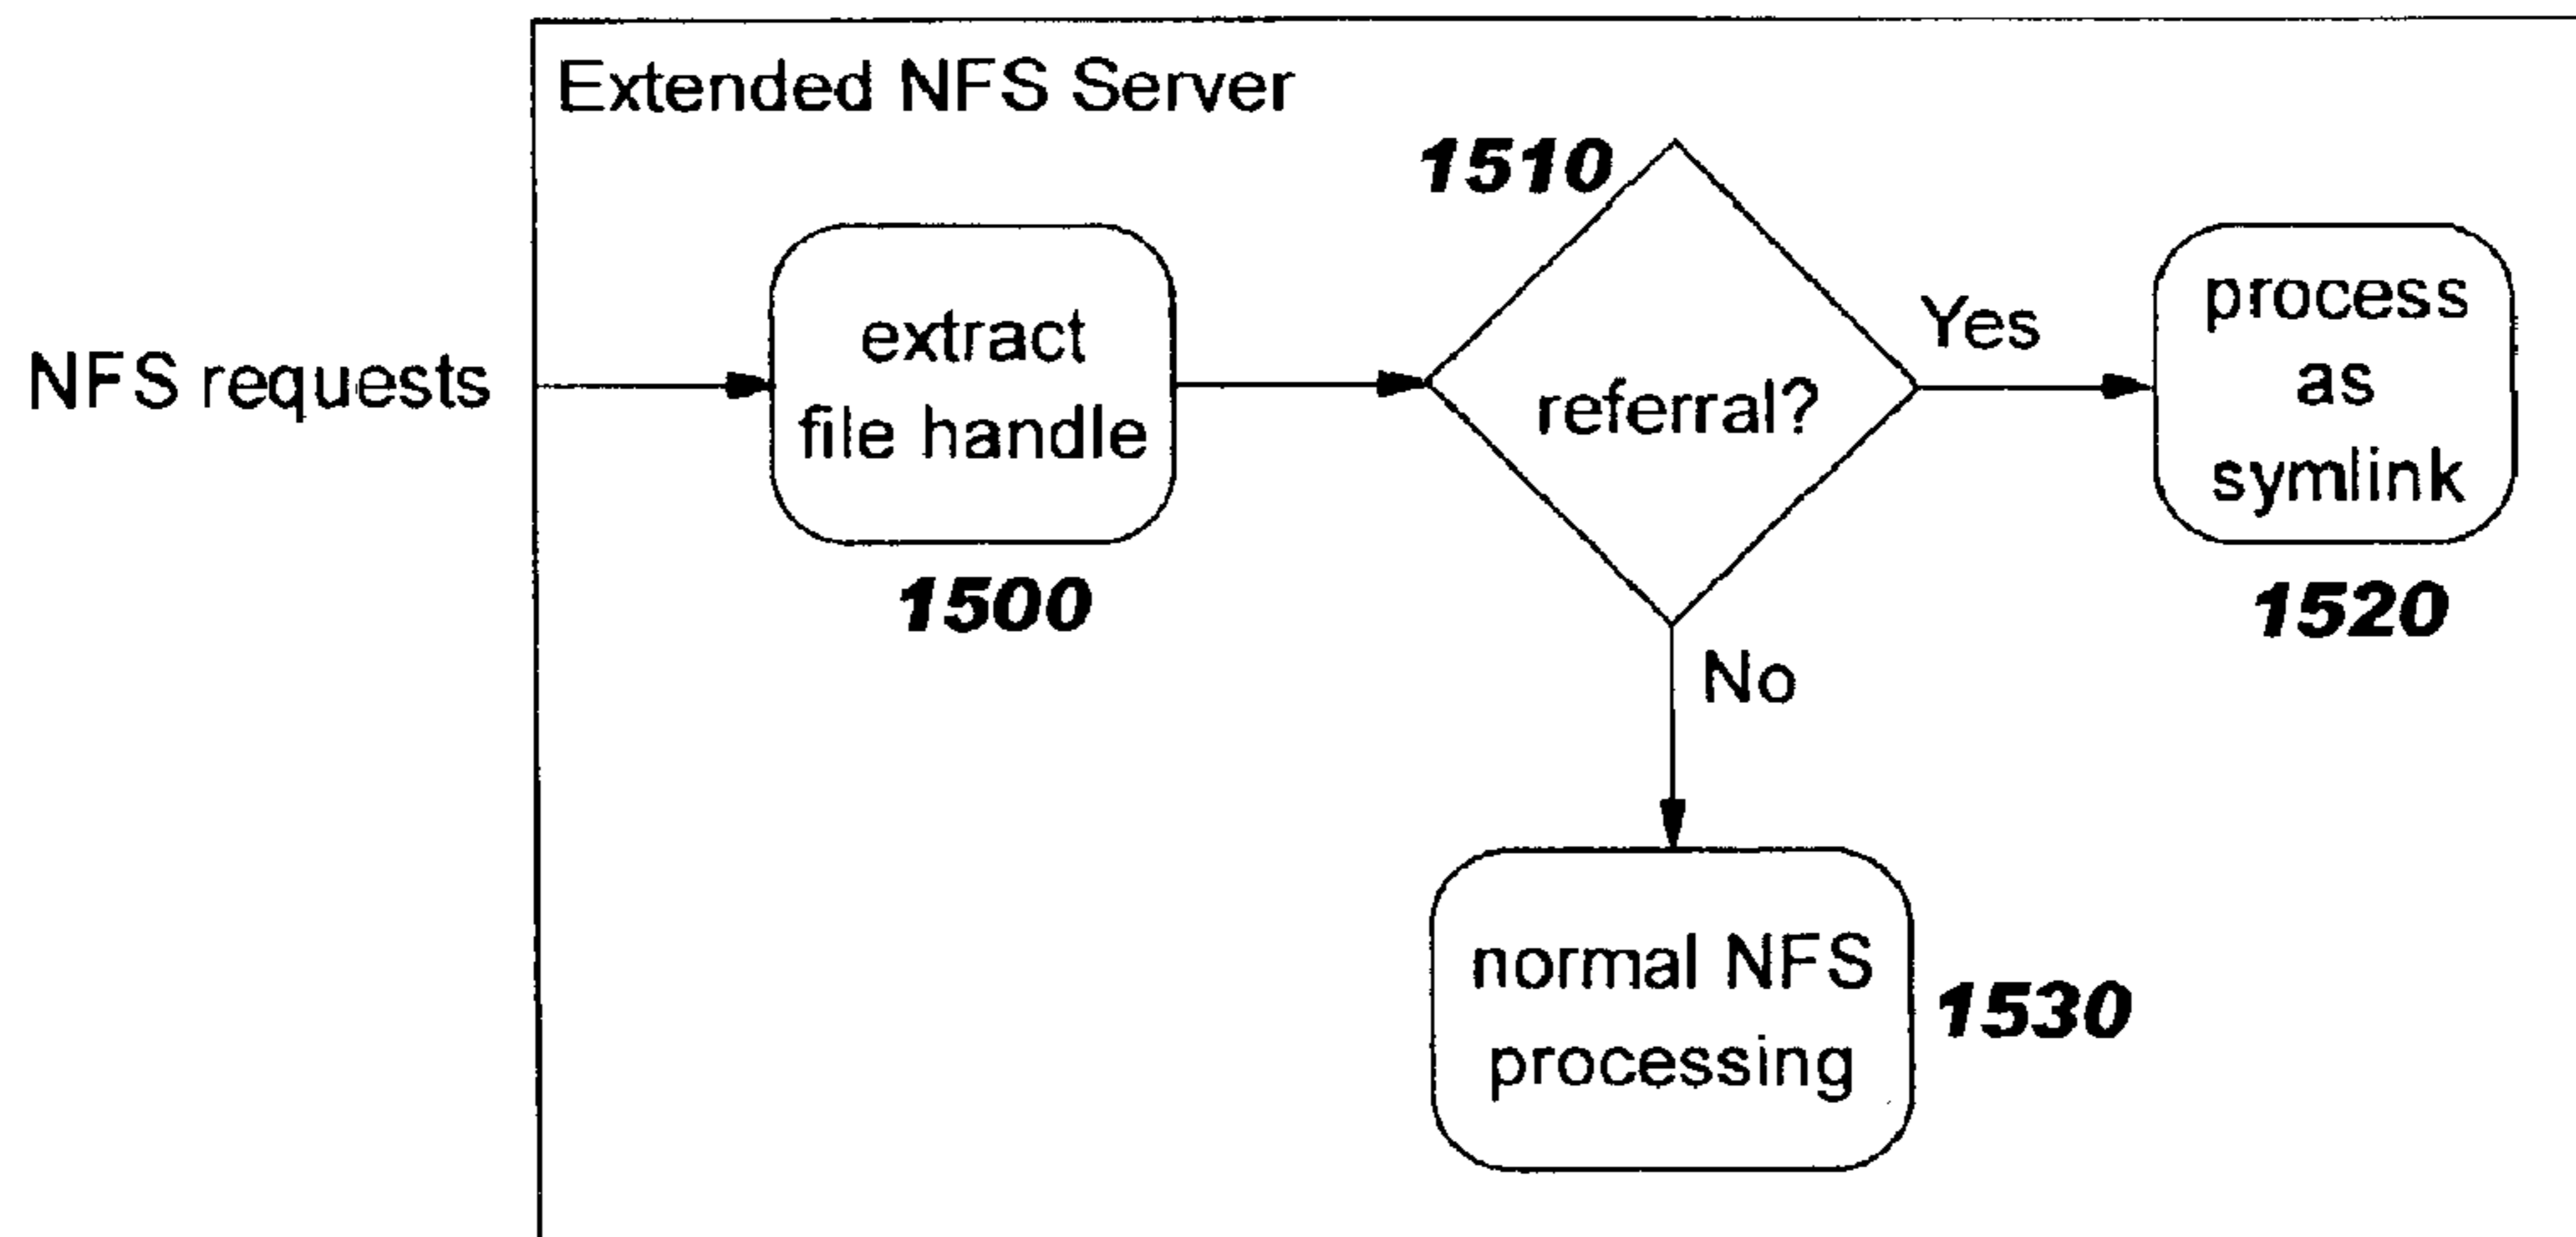 Extended NFS Server
1510
NFS requests
extract
file handle
1500
referral?
Yes
process
as
symlink
1520
No
normal NFS
processing
1530